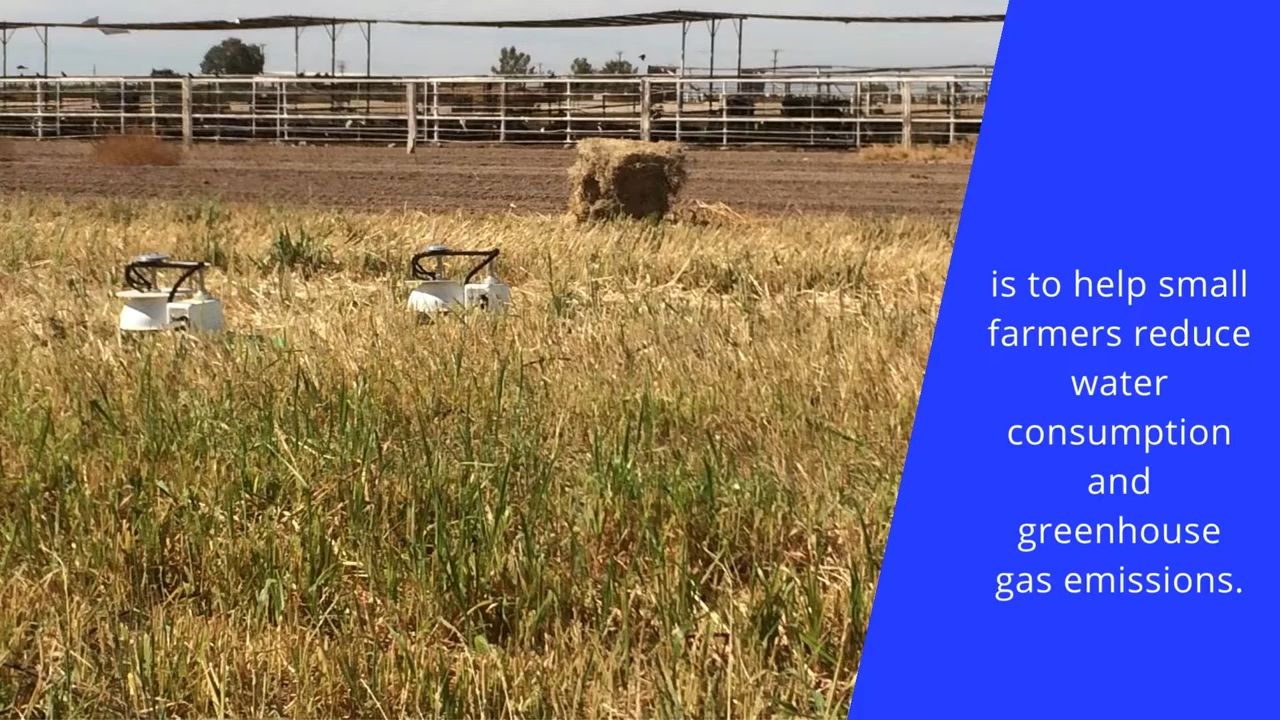 is to help small
farmers reduce
water
consumption
and
greenhouse
gas emissions.